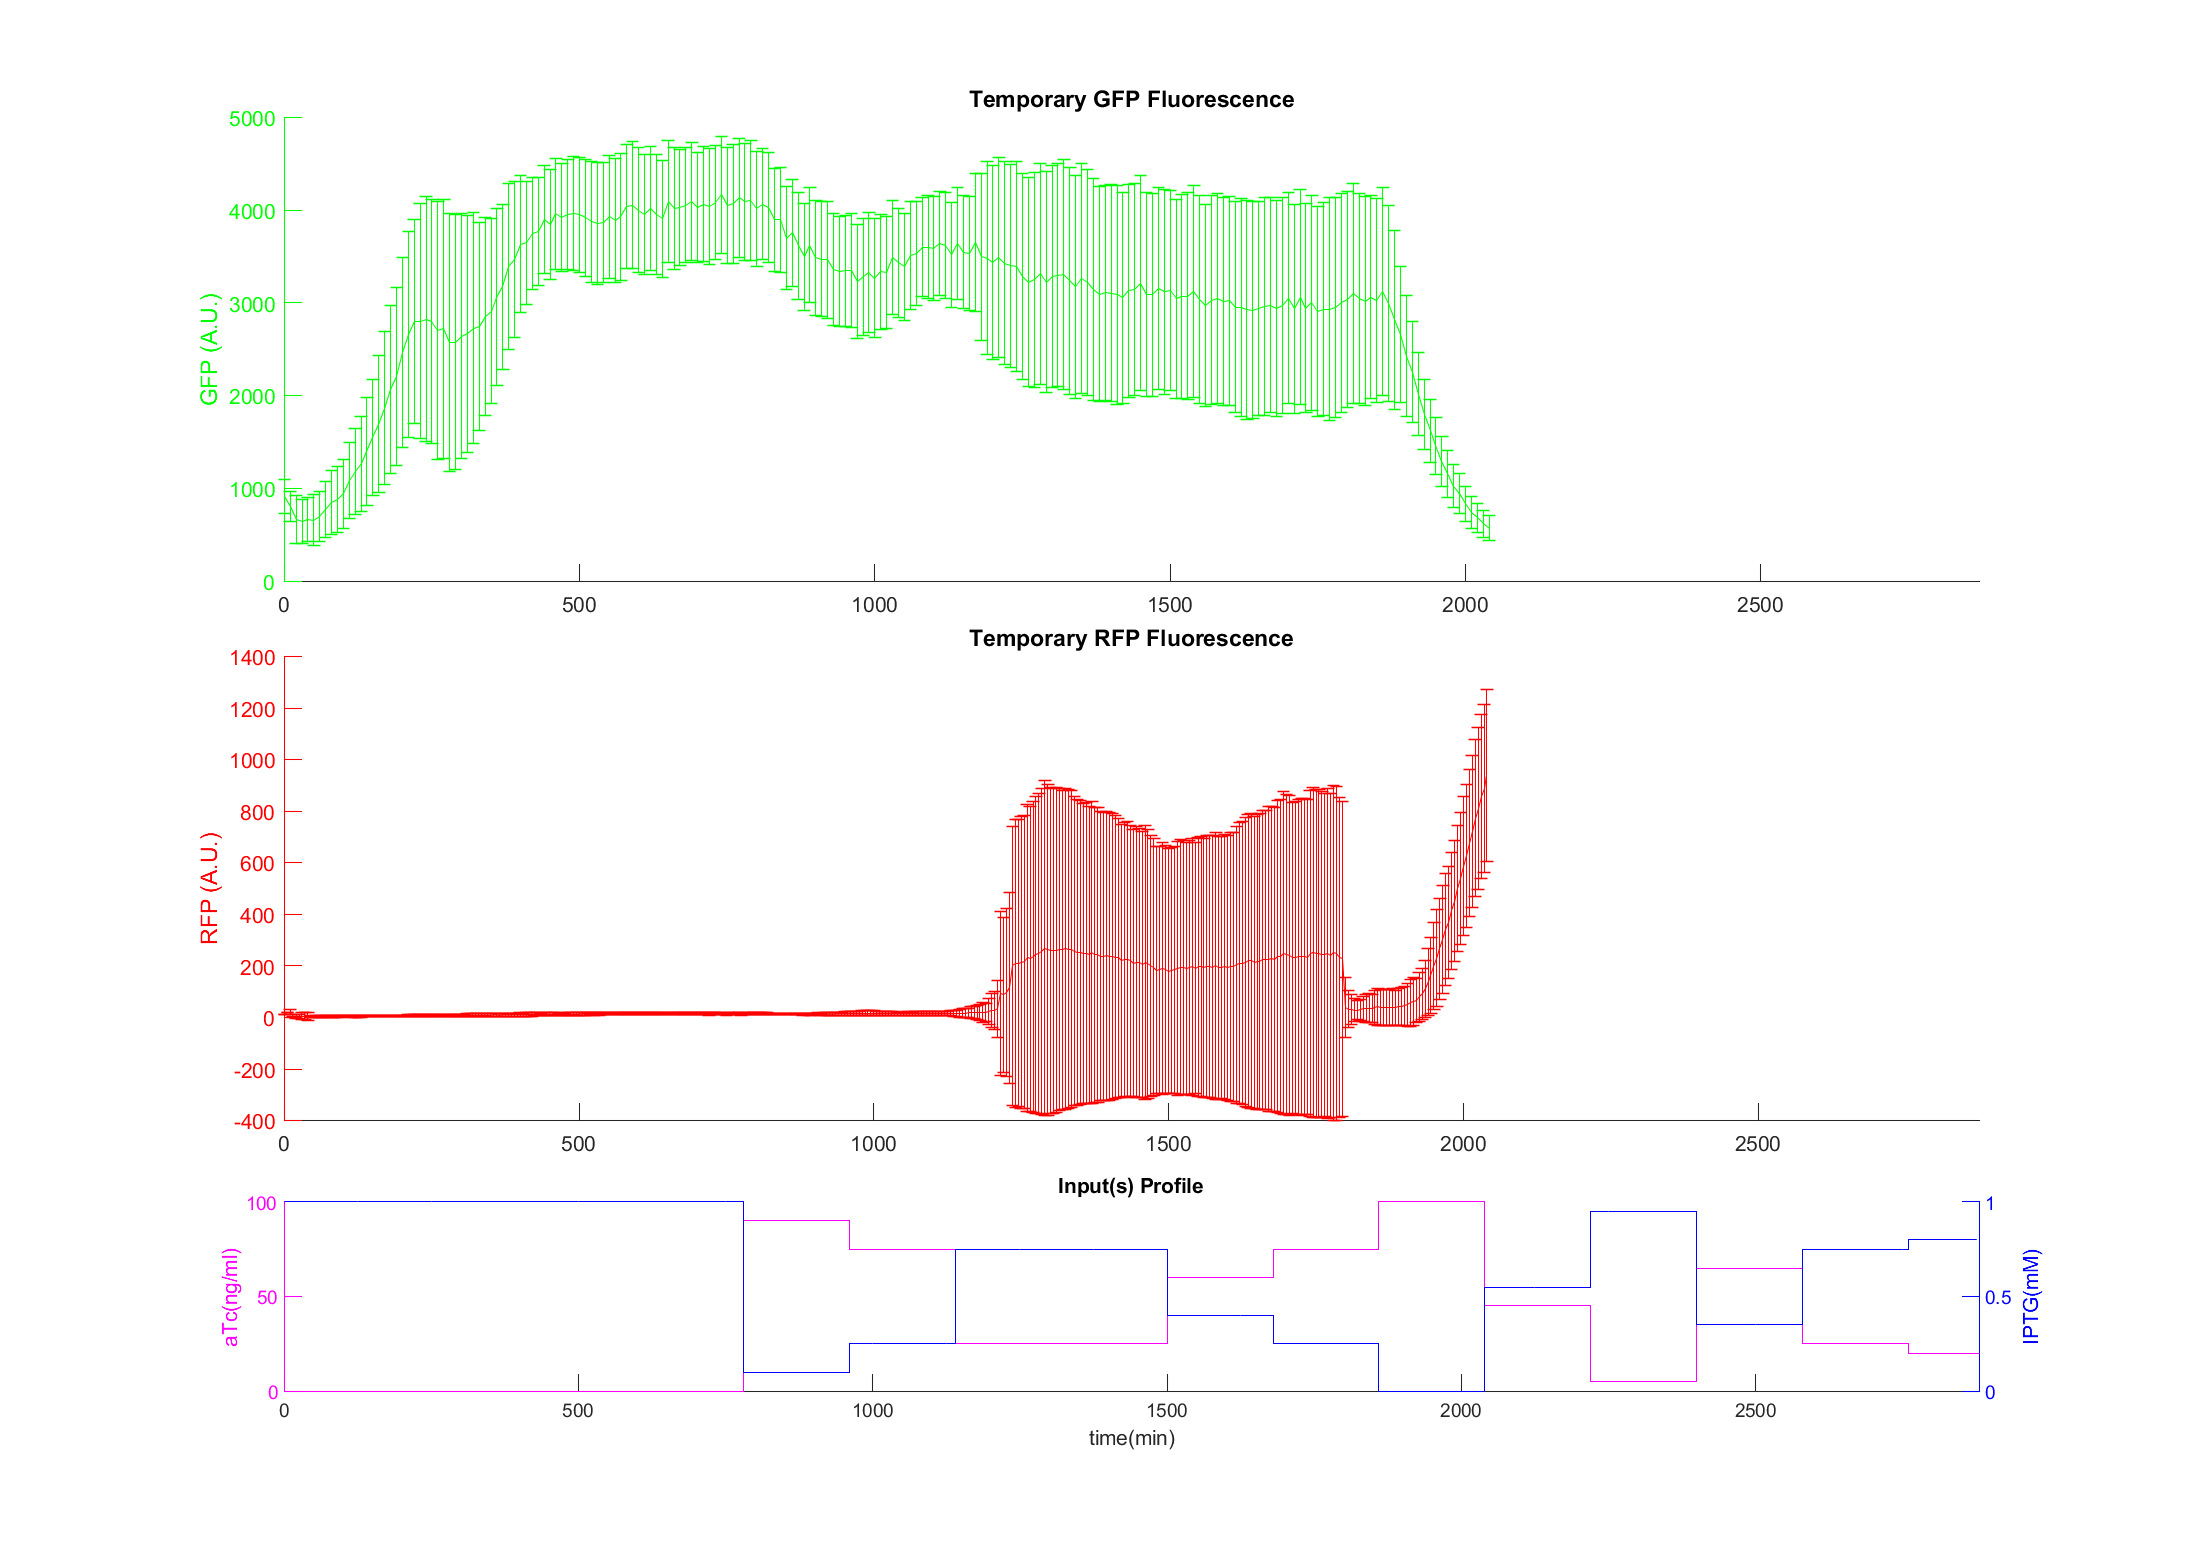 Temporary GFP Fluorescence
GFP (A.U.)
5000
4000
3000
2000
1000
0
0 500 1000 1500 2000 2500
Temporary RFP Fluorescence
RFP (A.U.)
1400
1200
1000
800
600
400
200
0
-200
-400
0 500 1000 1500 2000 2500
Input(s) Profile
aTc(ng/ml)
100
50
0
1
0.5
0
IPTG(mM)
0 500 1000 1500 2000 2500
time(min)